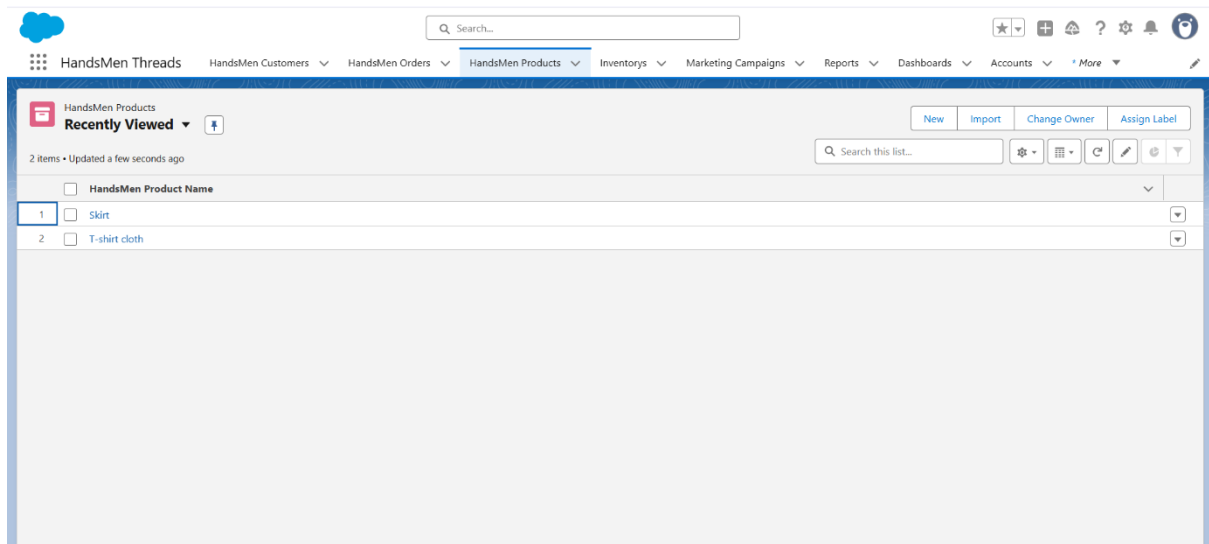 Search...
HandsMen Threads HandsMen Customers HandsMen Orders HandsMen Products Inventorys Marketing Campaigns Reports Dashboards Accounts * More
HandsMen Products
Recently Viewed
New Import Change Owner Assign Label
2 items • Updated a few seconds ago
Search this list...
HandsMen Product Name
1 Skirt
2 T-shirt cloth